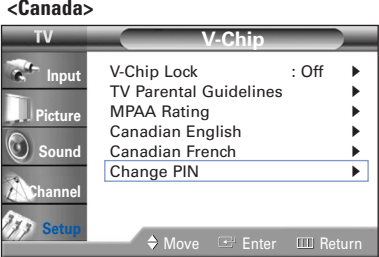 <Canada>
TV
V-Chip
Input
Picture
Sound
Channel
Setup
V-Chip Lock : Off
TV Parental Guidelines
MPAA Rating
Canadian English
Canadian French
Change PIN
Move Enter Return